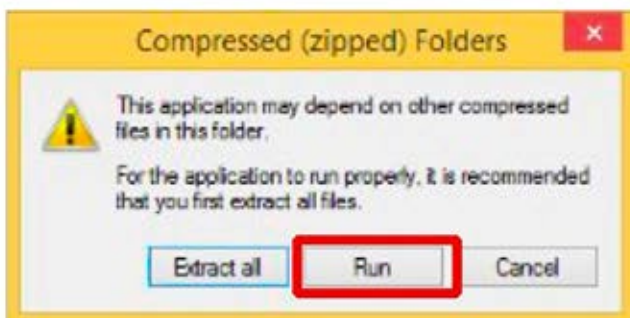 Compressed (zipped) Folders
This application may depend on other compressed
files in this folder.
For the application to run properly, it is recommended
that you first extract all files.
Extract all Run Cancel